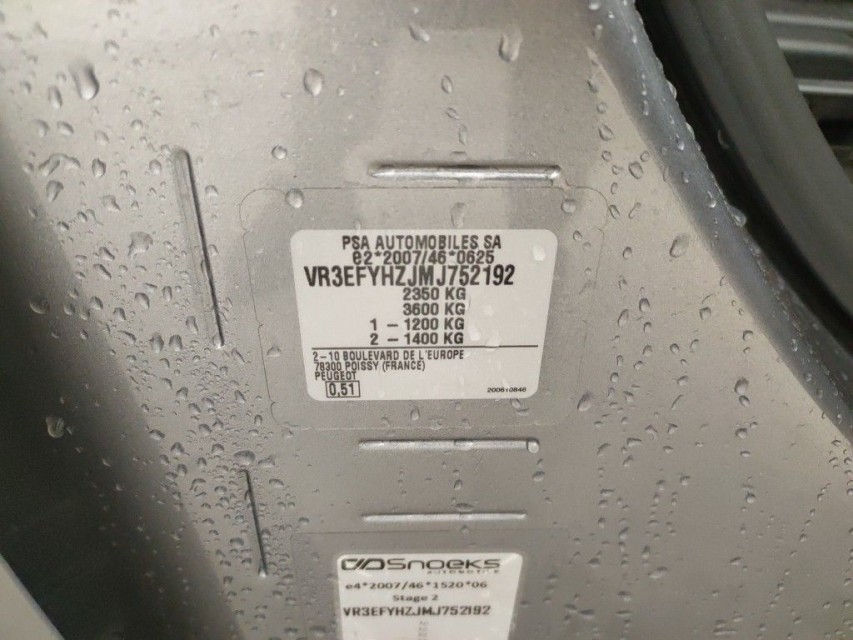 PSA AUTOMOBILES SA
e2*2007/46*0625
VR3EFYHZJMJ752192
2350 KG
3600 KG
1 - 1200 KG
2 - 1400 KG
2-10 BOULEVARD DE L'EUROPE
78300 POISSY (FRANCE)
PEUGEOT
0,51
Snoeks
AUTOMOTIVE
e4*2007/46*1520*06
Stage 2
VR3EFYHZJMJ752192